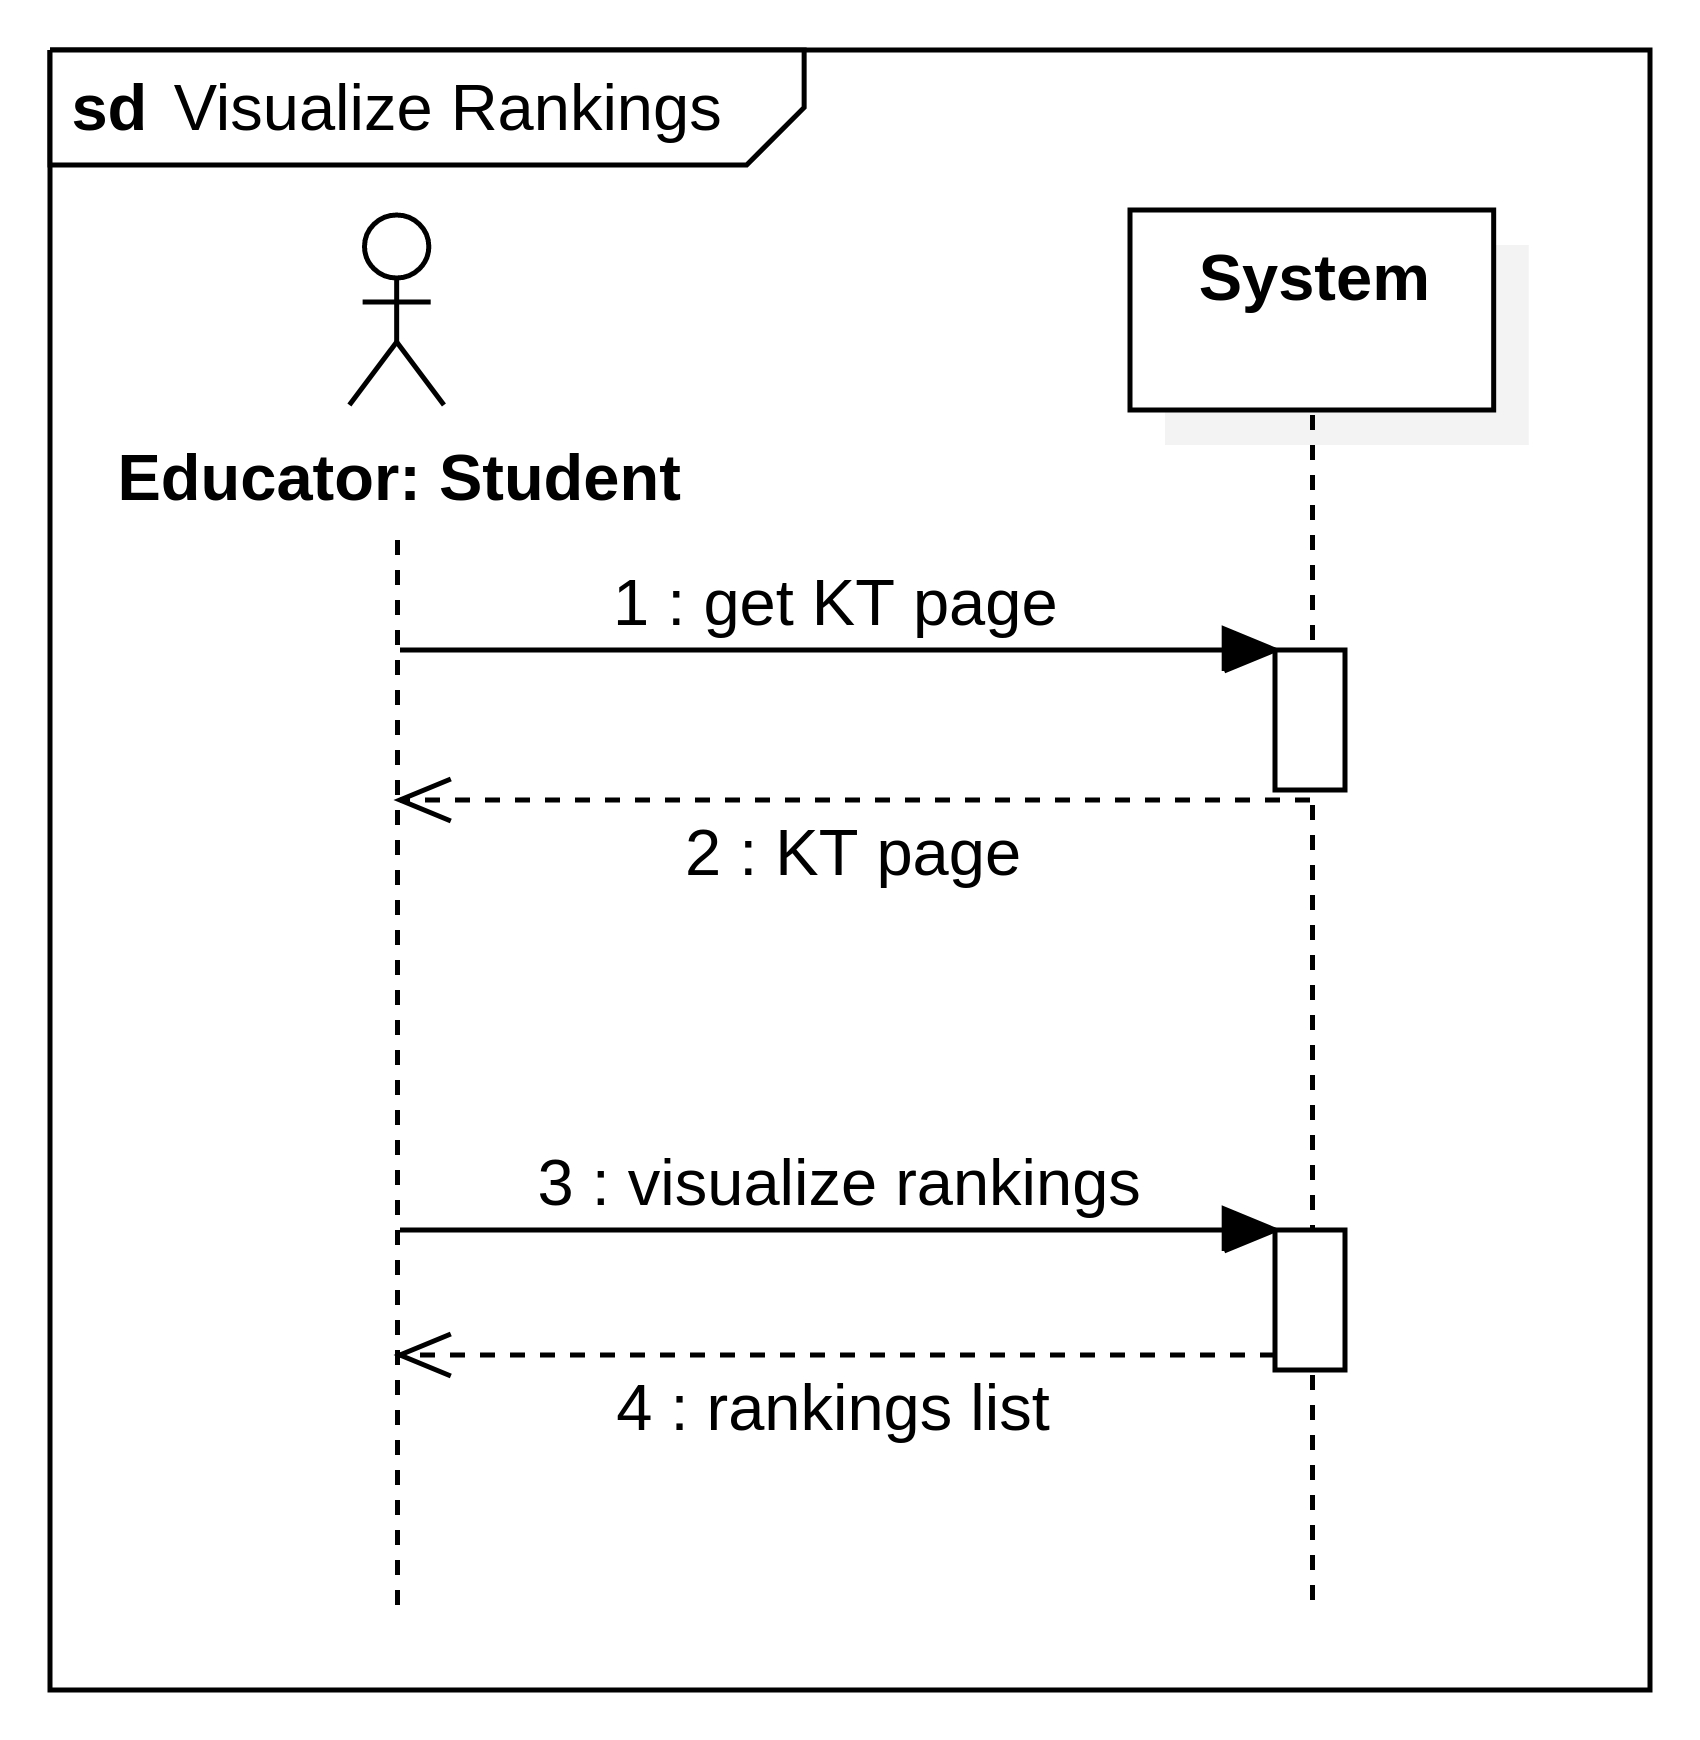 sd Visualize Rankings
System
Educator: Student
1 : get KT page
2 : KT page
3 : visualize rankings
4 : rankings list